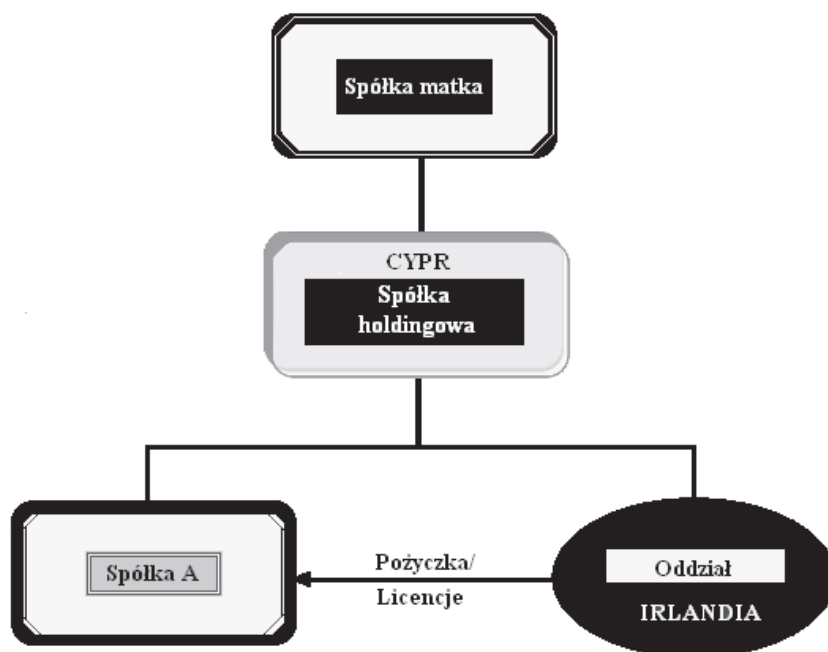 Spółka matka
CYPR
Spółka
holdingowa
Spółka A
Pożyczka/
Licencje
Oddział
IRLANDIA